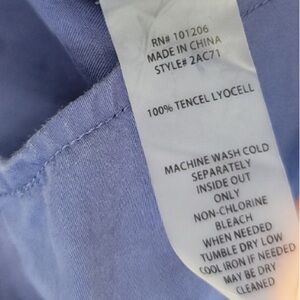 RN# 101206
MADE IN CHINA
STYLE# 2AC71
100% TENCEL LYOCELL
MACHINE WASH COLD
SEPARATELY
INSIDE OUT
ONLY
NON-CHLORINE
BLEACH
WHEN NEEDED
TUMBLE DRY LOW
COOL IRON IF NEEDED
MAY BE DRY
CLEANED